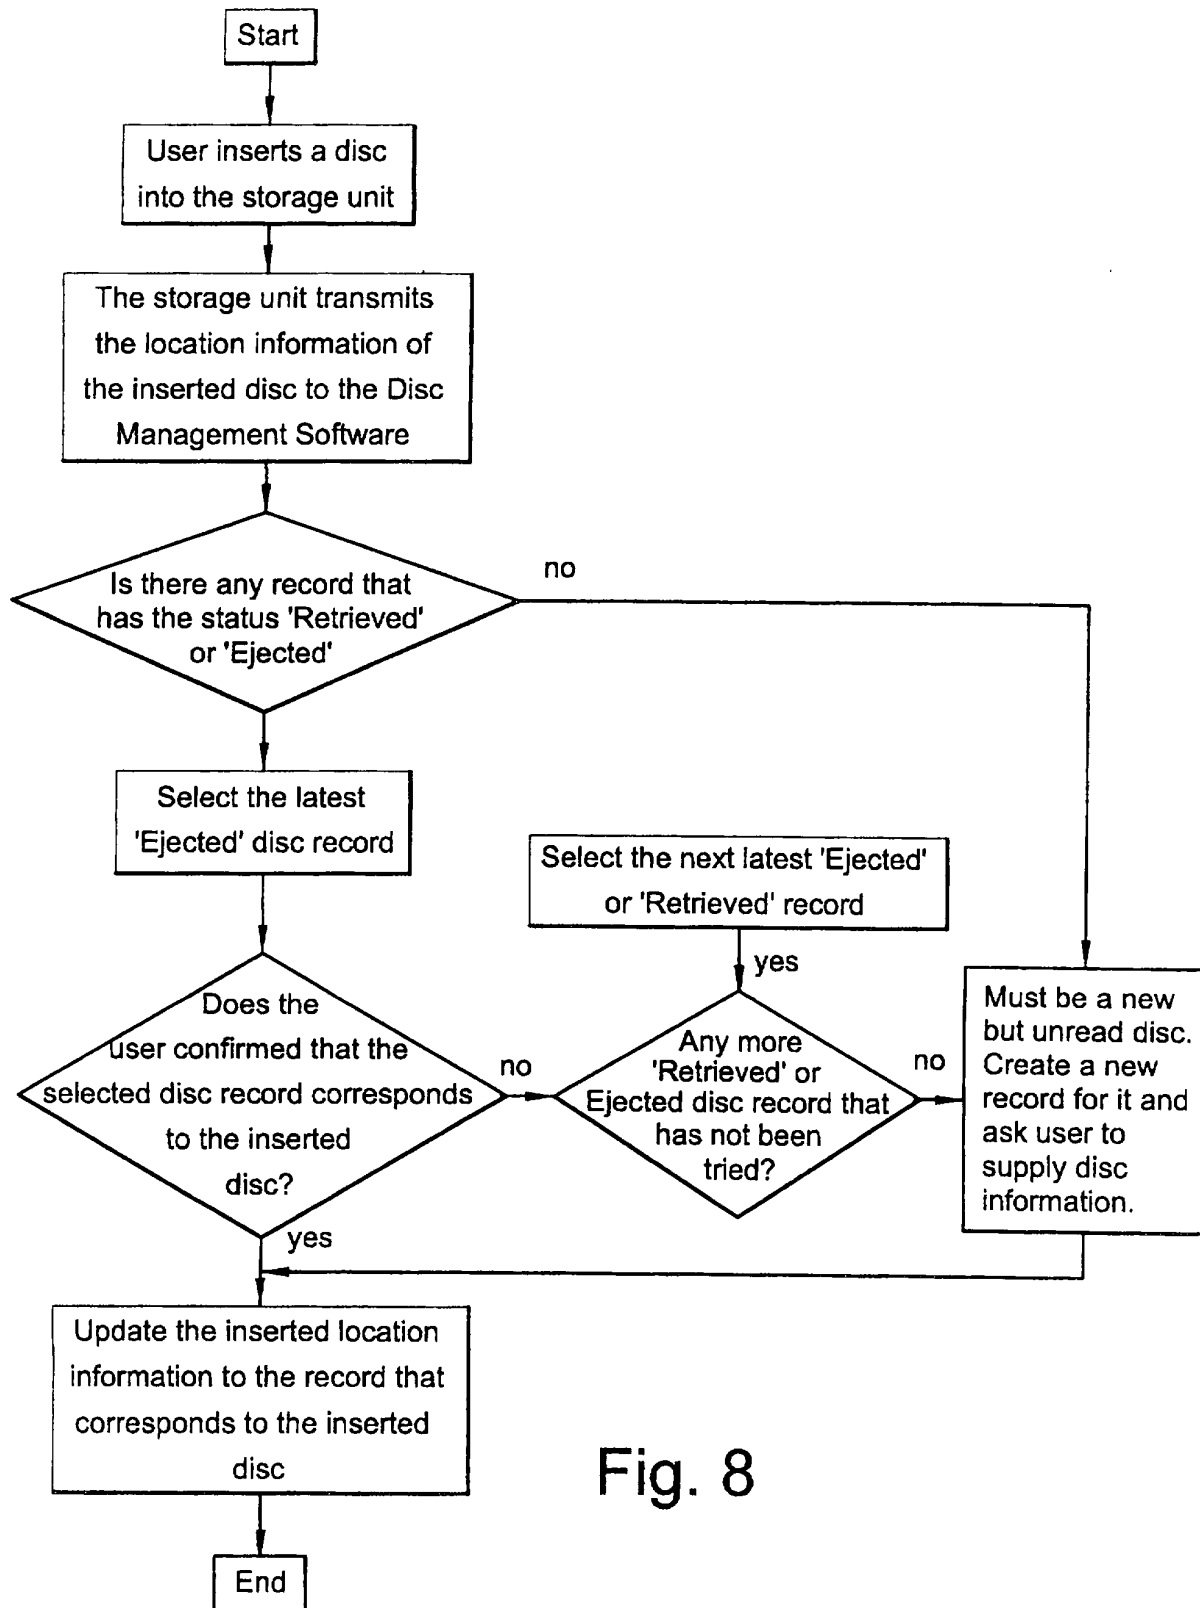 Start
User inserts a disc
into the storage unit
The storage unit transmits
the location information of
the inserted disc to the Disc
Management Software
Is there any record that
has the status 'Retrieved'
or 'Ejected'
no
Select the latest
'Ejected' disc record
Select the next latest 'Ejected'
or 'Retrieved' record
yes
Does the
user confirmed that the
selected disc record corresponds
to the inserted
disc?
no
Any more
'Retrieved' or
Ejected disc record that
has not been
tried?
no
Must be a new
but unread disc.
Create a new
record for it and
ask user to
supply disc
information.
yes
Update the inserted location
information to the record that
corresponds to the inserted
disc
End
Fig. 8